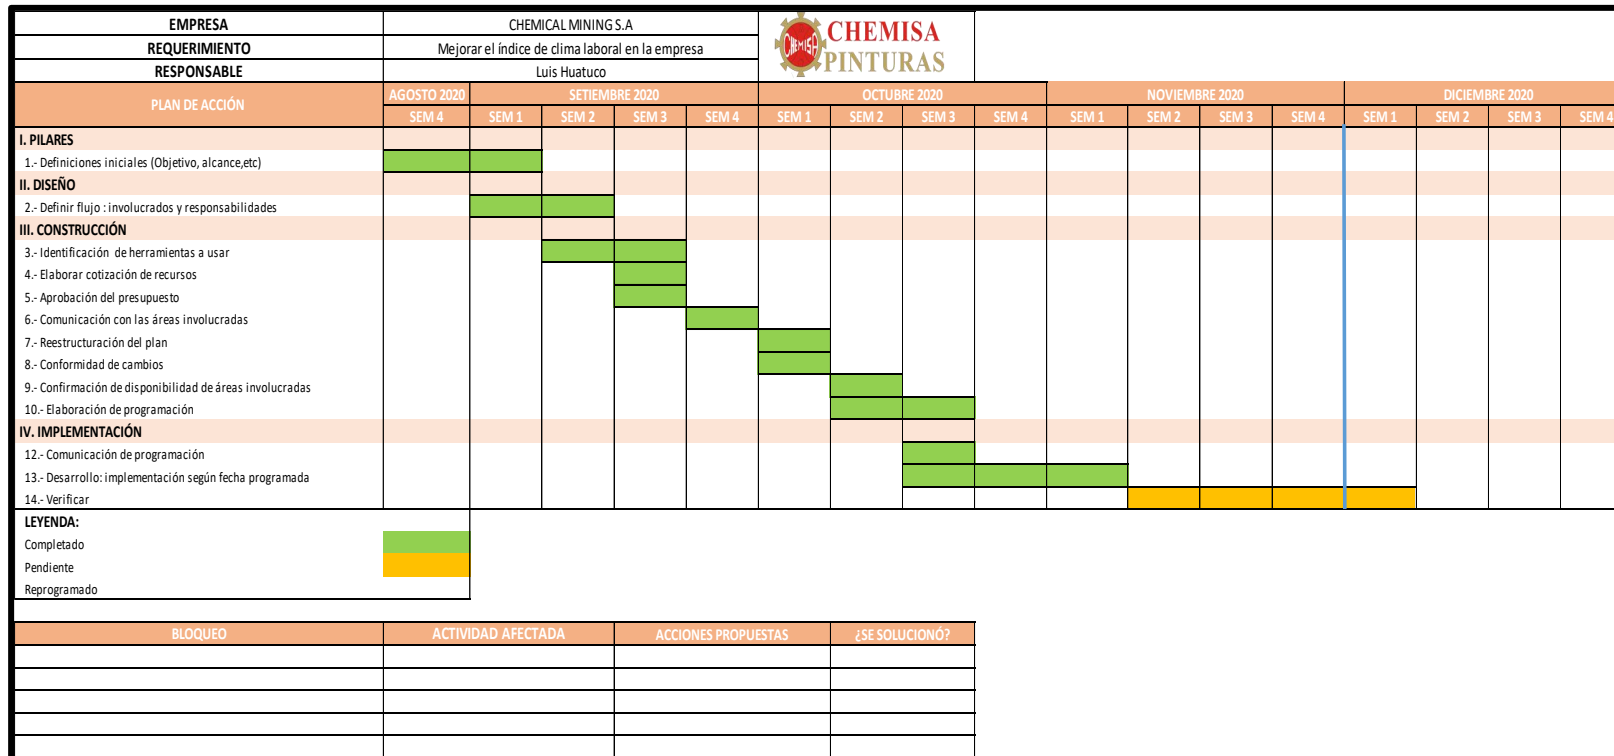 EMPRESA CHEMICAL MINING S.A
REQUERIMIENTO Mejorar el índice de clima laboral en la empresa
RESPONSABLE Luis Huatuco
CHEMISA
CHEMISA
PINTURAS
PLAN DE ACCIÓN AGOSTO 2020 SETIEMBRE 2020 OCTUBRE 2020 NOVIEMBRE 2020 DICIEMBRE 2020
SEM 4 SEM 1 SEM 2 SEM 3 SEM 4 SEM 1 SEM 2 SEM 3 SEM 4 SEM 1 SEM 2 SEM 3 SEM 4 SEM 1 SEM 2 SEM 3 SEM 4
I. PILARES
1.- Definiciones iniciales (Objetivo, alcance,etc)
II. DISEÑO
2.- Definir flujo : involucrados y responsabilidades
III. CONSTRUCCIÓN
3.- Identificación de herramientas a usar
4.- Elaborar cotización de recursos
5.- Aprobación del presupuesto
6.- Comunicación con las áreas involucradas
7.- Reestructuración del plan
8.- Conformidad de cambios
9.- Confirmación de disponibilidad de áreas involucradas
10.- Elaboración de programación
IV. IMPLEMENTACIÓN
12.- Comunicación de programación
13.- Desarrollo: implementación según fecha programada
14.- Verificar
LEYENDA:
Completado
Pendiente
Reprogramado
BLOQUEO ACTIVIDAD AFECTADA ACCIONES PROPUESTAS ¿SE SOLUCIONÓ?